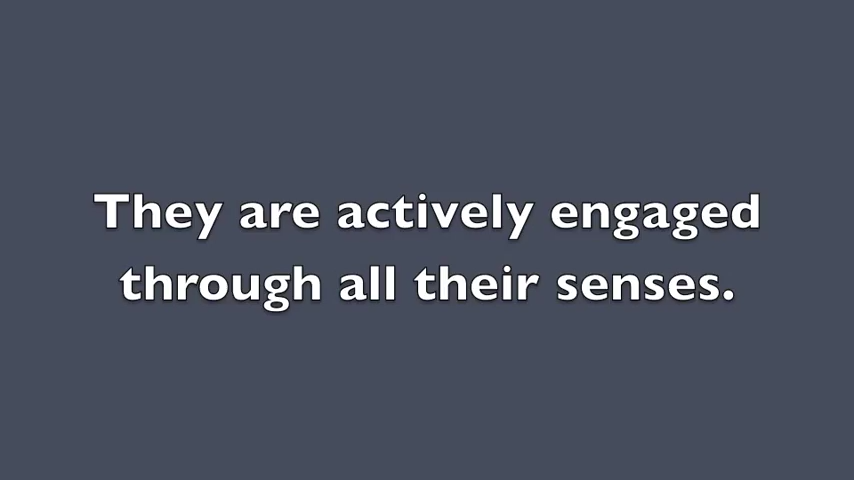 They are actively engaged
through all their senses.